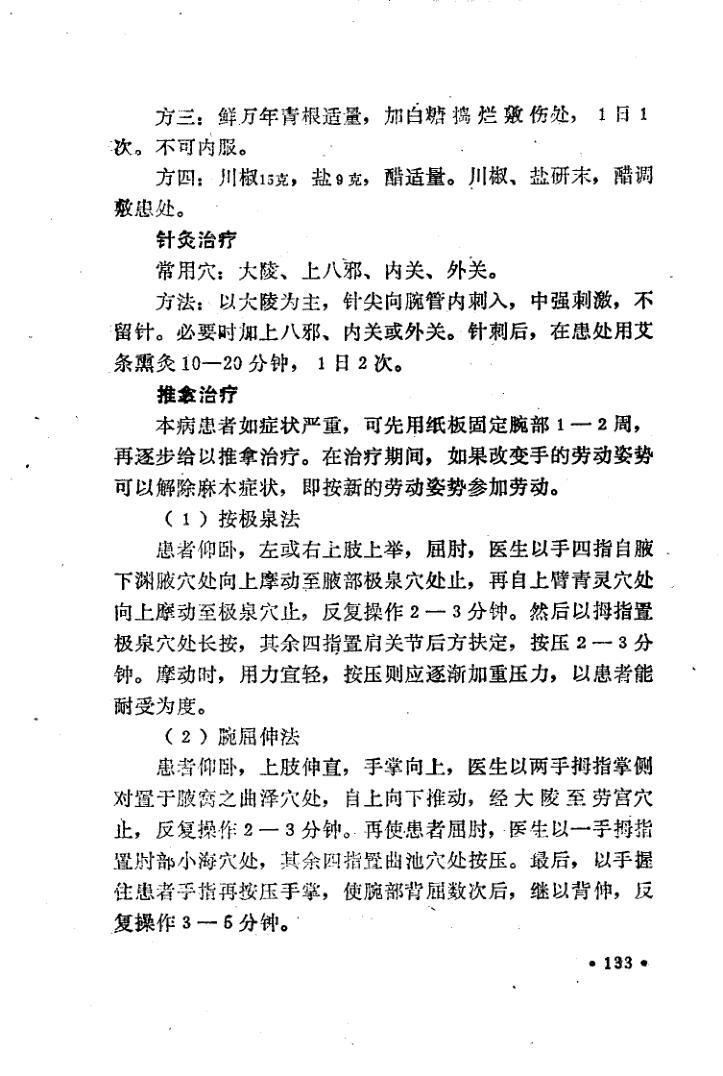 方三：鲜万年青根适量，加白糖捣烂敷伤处，1日1
次。不可内服。
方四：川椒15克，盐9克，醋适量。川椒、盐研末，醋调
敷患处。
针灸治疗
常用穴：大陵、上八邪、内关、外关。
方法：以大陵为主，针尖向腕管内刺入，中强刺激，不
留针。必要时加上八邪、内关或外关。针刺后，在患处用艾
条熏灸10—20分钟，1日2次。
推拿治疗
本病患者如症状严重，可先用纸板固定腕部1—2周，
再逐步给以推拿治疗。在治疗期间，如果改变手的劳动姿势
可以解除麻木症状，即按新的劳动姿势参加劳动。
（1）按极泉法
患者仰卧，左或右上肢上举，屈肘，医生以手四指自腋
下渊腋穴处向上摩动至腋部极泉穴处止，再自上臂青灵穴处
向上摩动至极泉穴止，反复操作2—3分钟。然后以拇指置
极泉穴处长按，其余四指置肩关节后方扶定，按压2—3分
钟。摩动时，用力宜轻，按压则应逐渐加重压力，以患者能
耐受为度。
（2）腕屈伸法
患者仰卧，上肢伸直，手掌向上，医生以两手拇指掌侧
对置于腋窝之曲泽穴处，自上向下推动，经大陵至劳宫穴
止，反复操作2—3分钟。再使患者屈肘，医生以一手拇指
置肘部小海穴处，其余四指置曲池穴处按压。最后，以手握
住患者手指再按压手掌，使腕部背屈数次后，继以背伸，反
复操作3—5分钟。
•133•